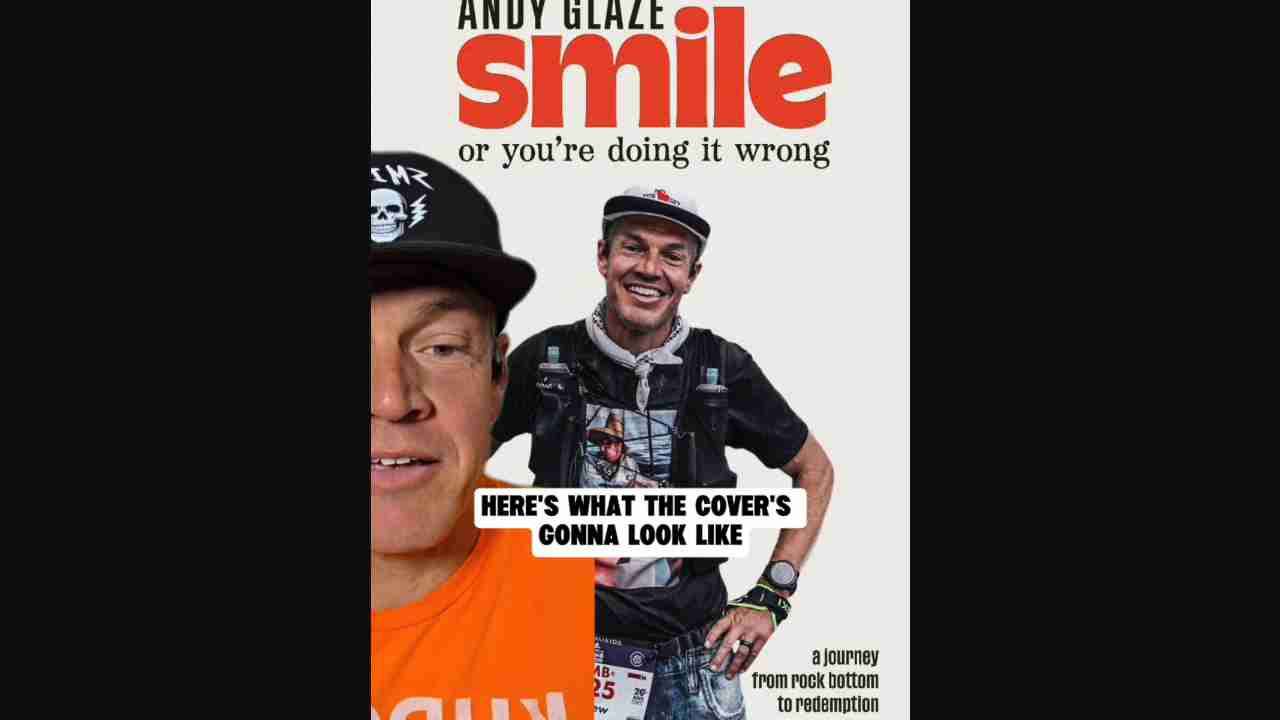 ANDY GLAZE
smile
or you're doing it wrong
HERE'S WHAT THE COVER'S
GONNA LOOK LIKE
25
a journey
from rock bottom
to redemption